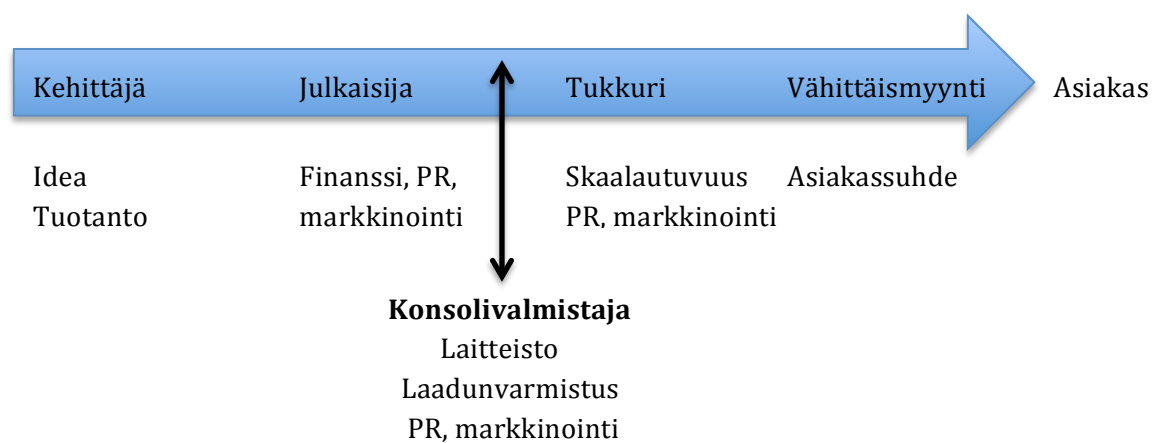 Kehittäjä Julkaisija Tukkuri Vähittäismyynti Asiakas
Idea Finanssi, PR, Skaalautuvuus Asiakassuhde
Tuotanto markkinointi PR, markkinointi
Konsolivalmistaja
Laitteisto
Laadunvarmistus
PR, markkinointi